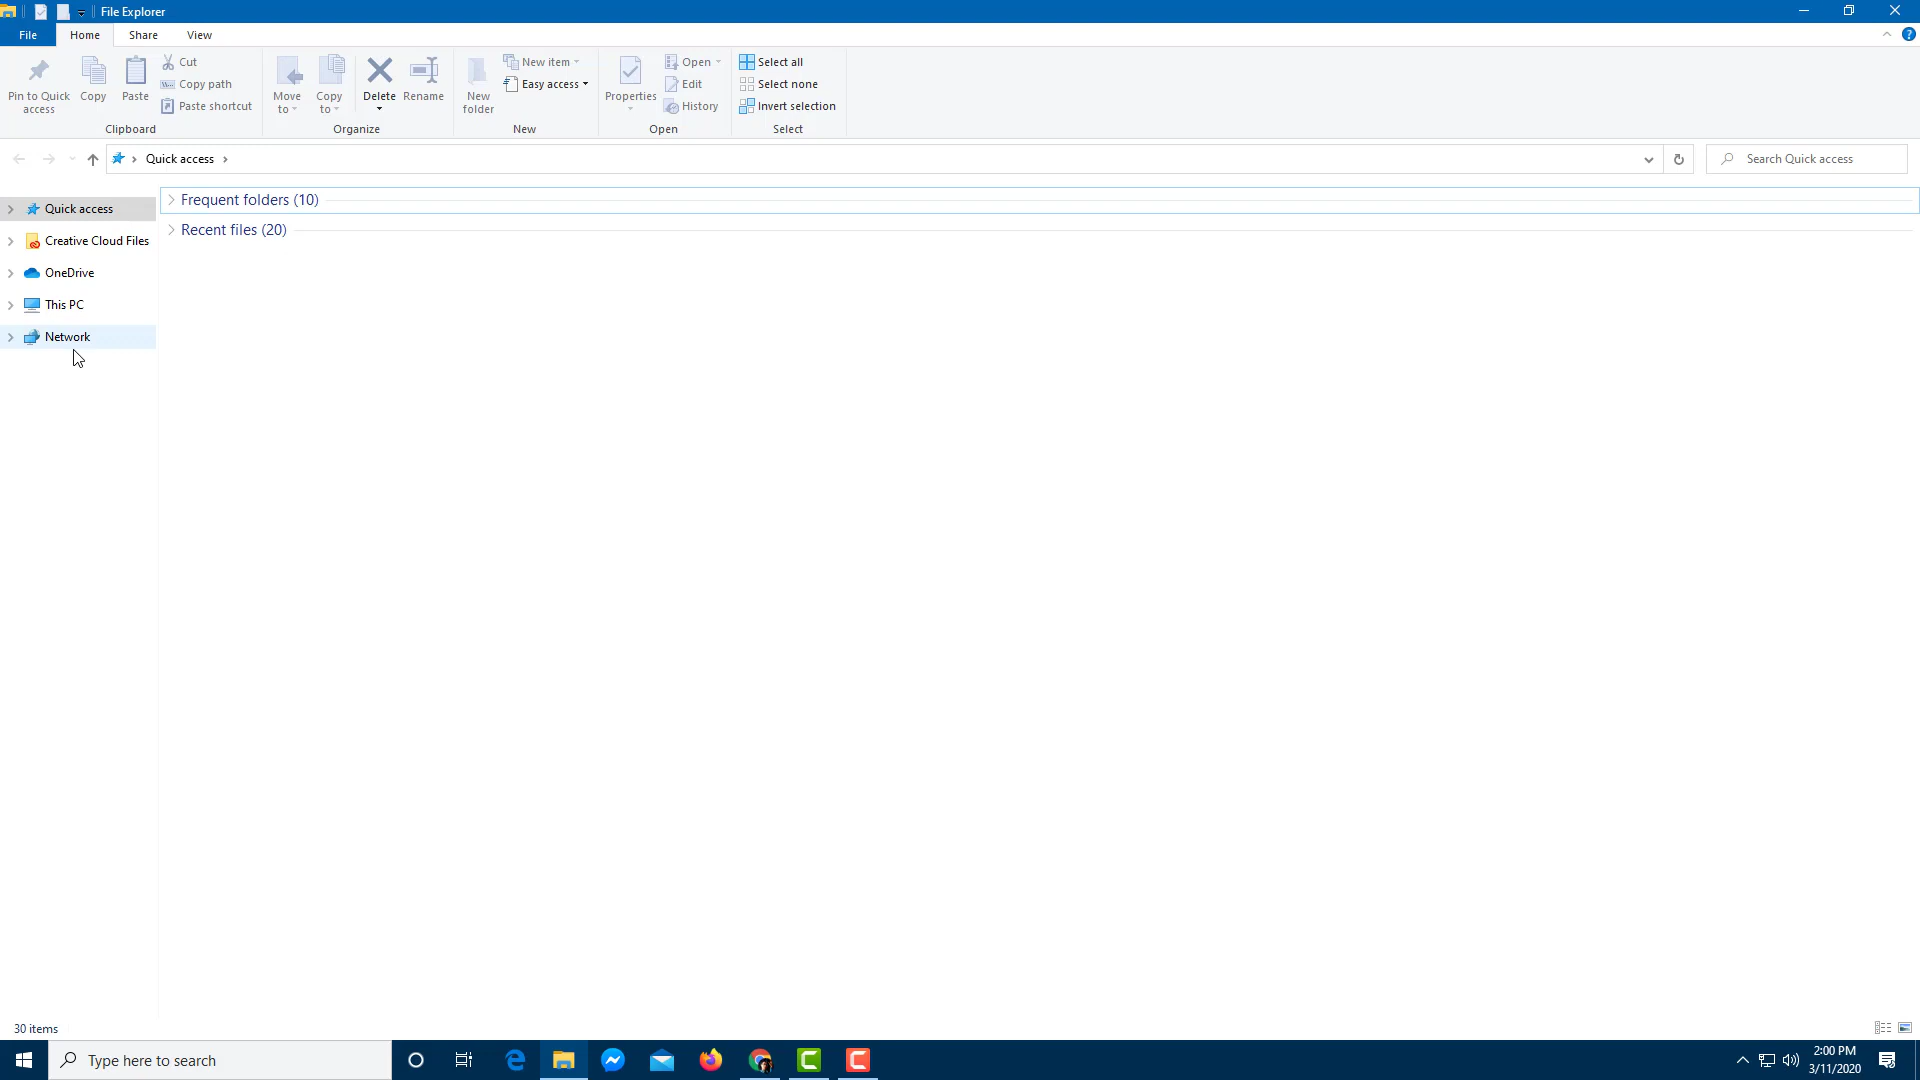 File Explorer
File Home Share View
Pin to Quick access
Copy
Paste
Cut
Copy path
Paste shortcut
Clipboard
Move to
Copy to
Delete
Rename
Organize
New folder
New item
Easy access
New
Properties
Open
Edit
History
Open
Select all
Select none
Invert selection
Select
Quick access
Search Quick access
Quick access
Creative Cloud Files
OneDrive
This PC
Network
Frequent folders (10)
Recent files (20)
30 items
Type here to search
2:00 PM
3/11/2020